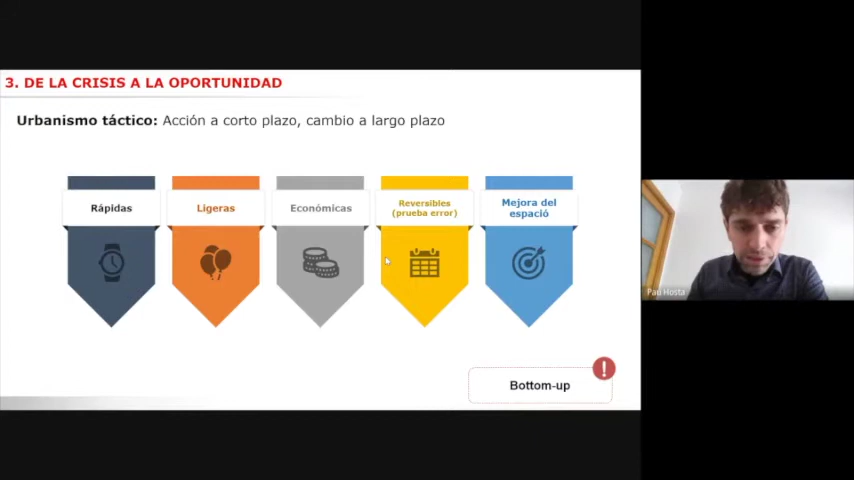 3. DE LA CRISIS A LA OPORTUNIDAD
Urbanismo táctico: Acción a corto plazo, cambio a largo plazo
Rápidas
Ligeras
Económicas
Reversibles
(prueba error)
Mejora del
espació
Bottom-up
!
Pau Hosta